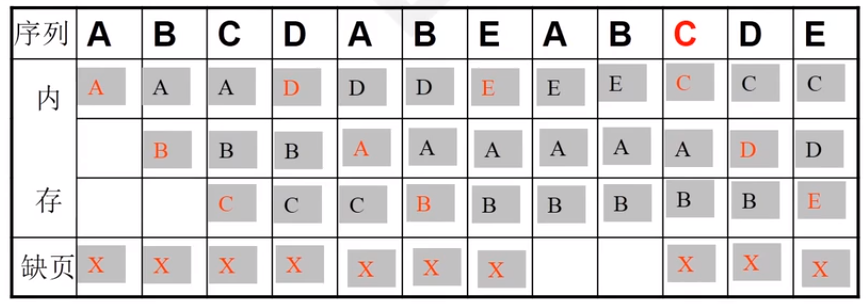 序列 A B C D A B E A B C D E
内 A A A D D D E E E C C C
B B B A A A A A A D D
存 C C C B B B B B B E
缺页 X X X X X X X X X X